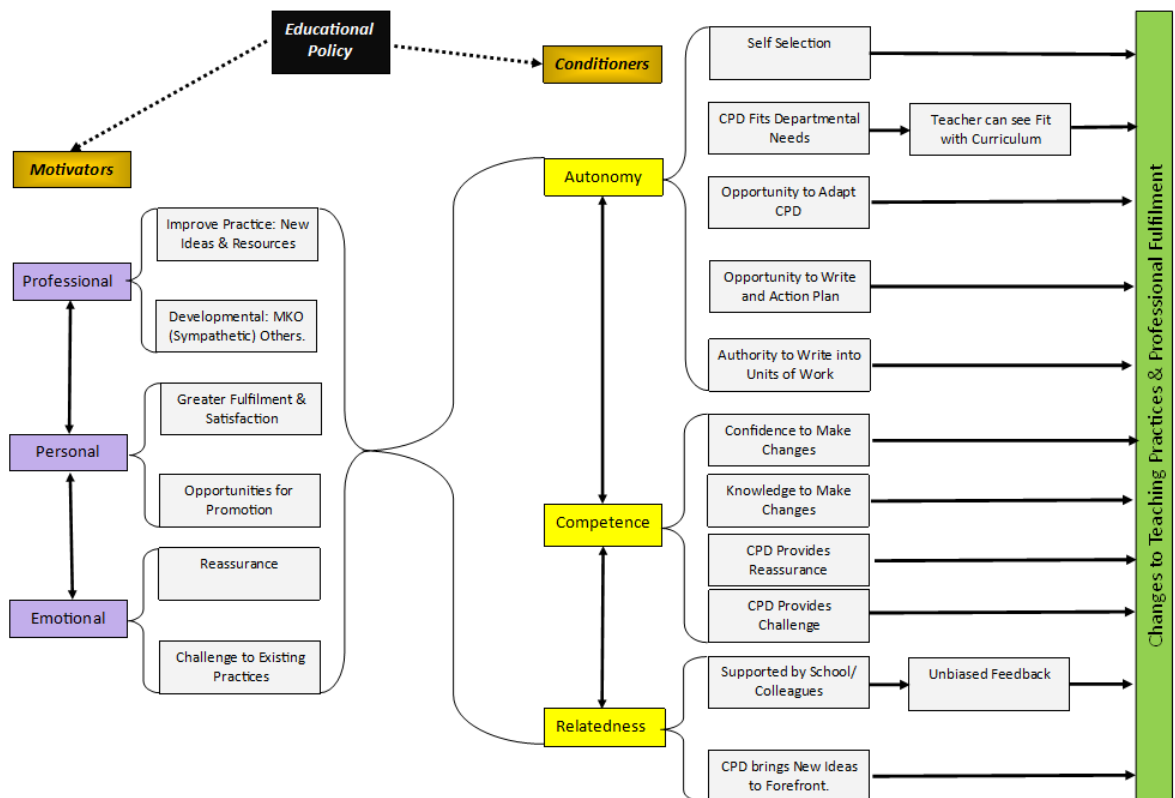 Educational
Policy
Conditioners
Motivators
Professional
Personal
Emotional
Improve Practice: New
Ideas & Resources
Developmental: MKO
(Sympathetic) Others.
Greater Fulfilment &
Satisfaction
Opportunities for
Promotion
Reassurance
Challenge to Existing
Practices
Autonomy
Competence
Relatedness
Self Selection
CPD Fits Departmental
Needs
Teacher can see Fit
with Curriculum
Opportunity to Adapt
CPD
Opportunity to Write
and Action Plan
Authority to Write into
Units of Work
Confidence to Make
Changes
Knowledge to Make
Changes
CPD Provides
Reassurance
CPD Provides
Challenge
Supported by School/
Colleagues
Unbiased Feedback
CPD brings New Ideas
to Forefront.
Changes to Teaching Practices & Professional Fulfilment